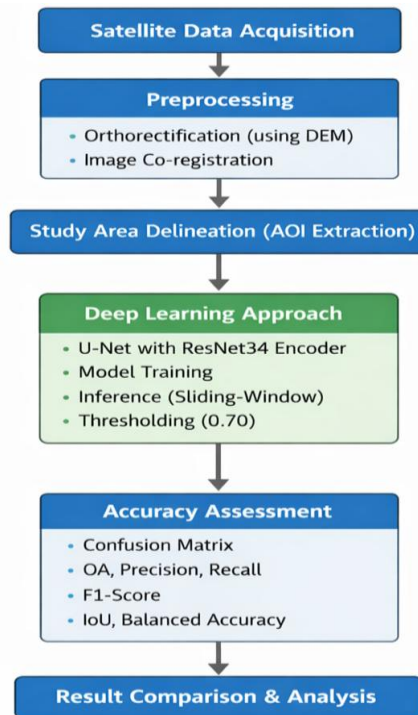 Satellite Data Acquisition
Preprocessing
• Orthorectification (using DEM)
• Image Co-registration
Study Area Delineation (AOI Extraction)
Deep Learning Approach
• U-Net with ResNet34 Encoder
• Model Training
• Inference (Sliding-Window)
• Thresholding (0.70)
Accuracy Assessment
• Confusion Matrix
• OA, Precision, Recall
• F1-Score
• IoU, Balanced Accuracy
Result Comparison & Analysis